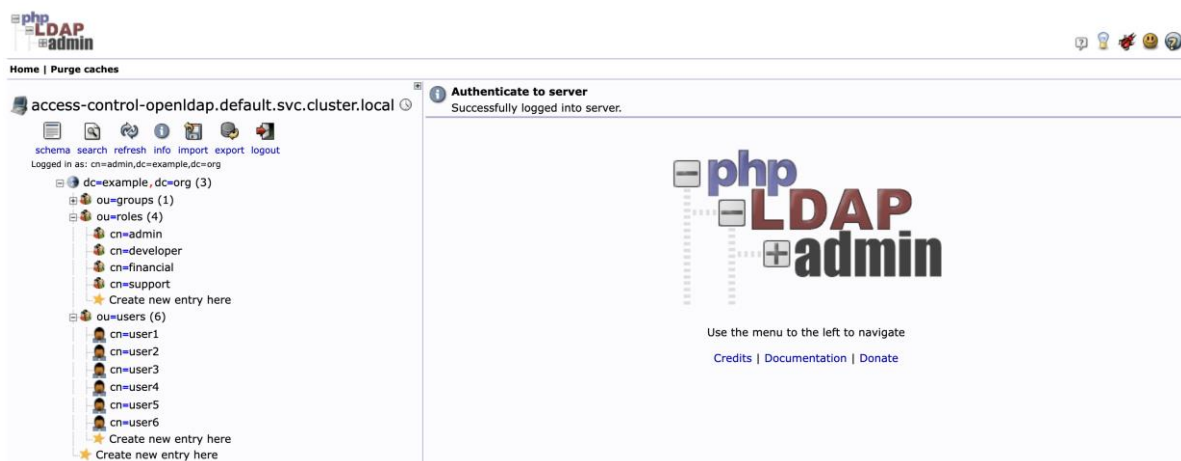 php
LDAP
admin
Home | Purge caches
access-control-openldap.default.svc.cluster.local
schema search refresh info import export logout
Logged in as: cn=admin,dc=example,dc=org
dc=example,dc=org (3)
ou=groups (1)
ou=roles (4)
cn=admin
cn=developer
cn=financial
cn=support
Create new entry here
ou=users (6)
cn=user1
cn=user2
cn=user3
cn=user4
cn=user5
cn=user6
Create new entry here
Create new entry here
Authenticate to server
Successfully logged into server.
php
LDAP
admin
Use the menu to the left to navigate
Credits | Documentation | Donate